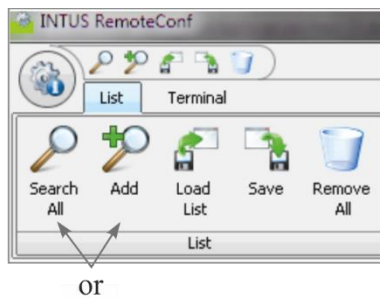 INTUS RemoteConf
List Terminal
Search All Add Load List Save Remove All
List
or